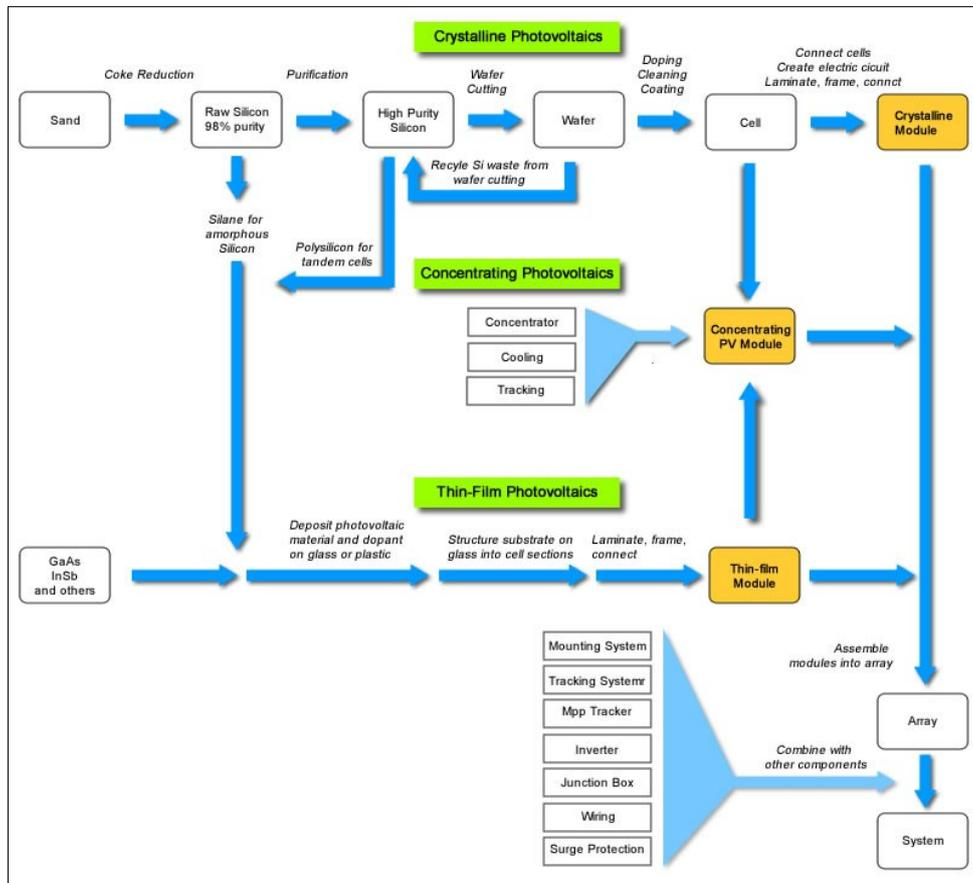 Crystalline Photovoltaics
Coke Reduction
Purification
Wafer
Cutting
Doping
Cleaning
Coating
Connect cells
Create electric cicuit
Laminate, frame, connct
Sand
Raw Silicon
98% purity
High Purity
Silicon
Wafer
Cell
Crystalline
Module
Recyle Si waste from
wafer cutting
Silane for
amorphous
Silicon
Polysilicon for
tandem cells
Concentrating Photovoltaics
Concentrator
Cooling
Tracking
Concentrating
PV Module
Thin-Film Photovoltaics
Deposit photovoltaic
material and dopant
on glass or plastic
Structure substrate on
glass into cell sections
Laminate, frame,
connect
GaAs
InSb
and others
Thin-film
Module
Assemble
modules into array
Mounting System
Tracking Systemr
Mpp Tracker
Inverter
Junction Box
Wiring
Surge Protection
Combine with
other components
Array
System